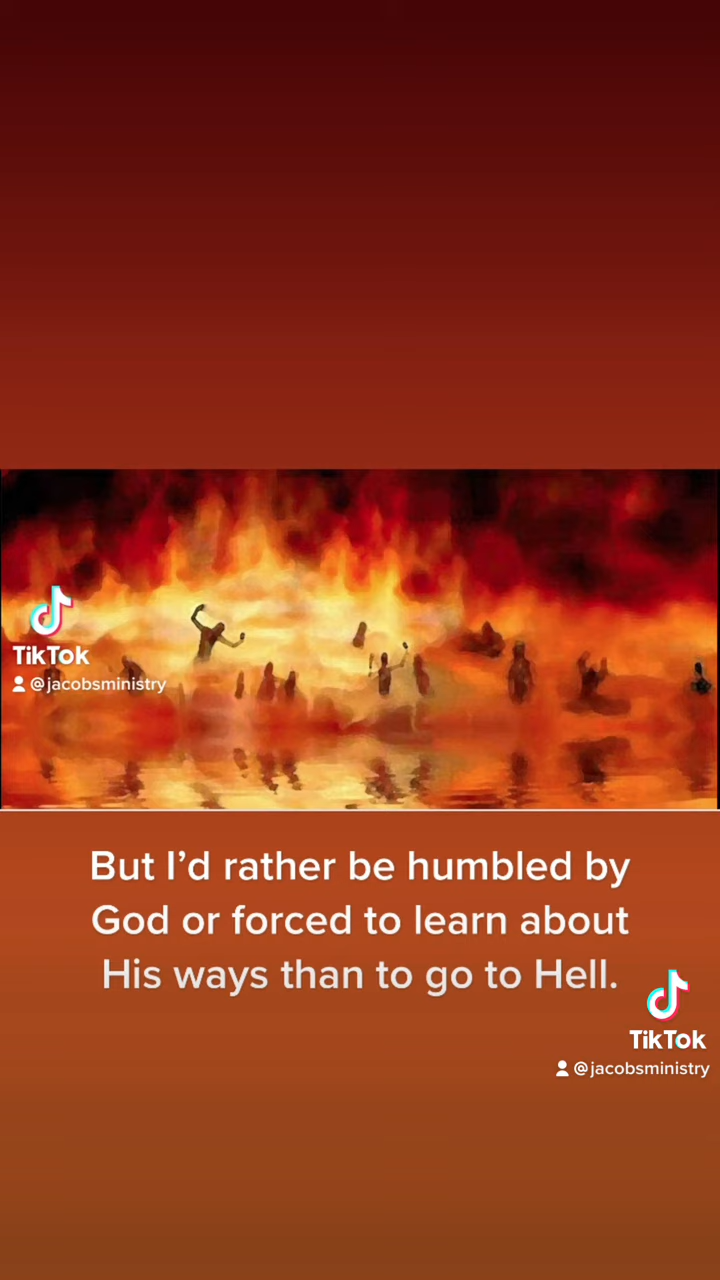 TikTok
@jacobsministry
But I’d rather be humbled by
God or forced to learn about
His ways than to go to Hell.
TikTok
@jacobsministry